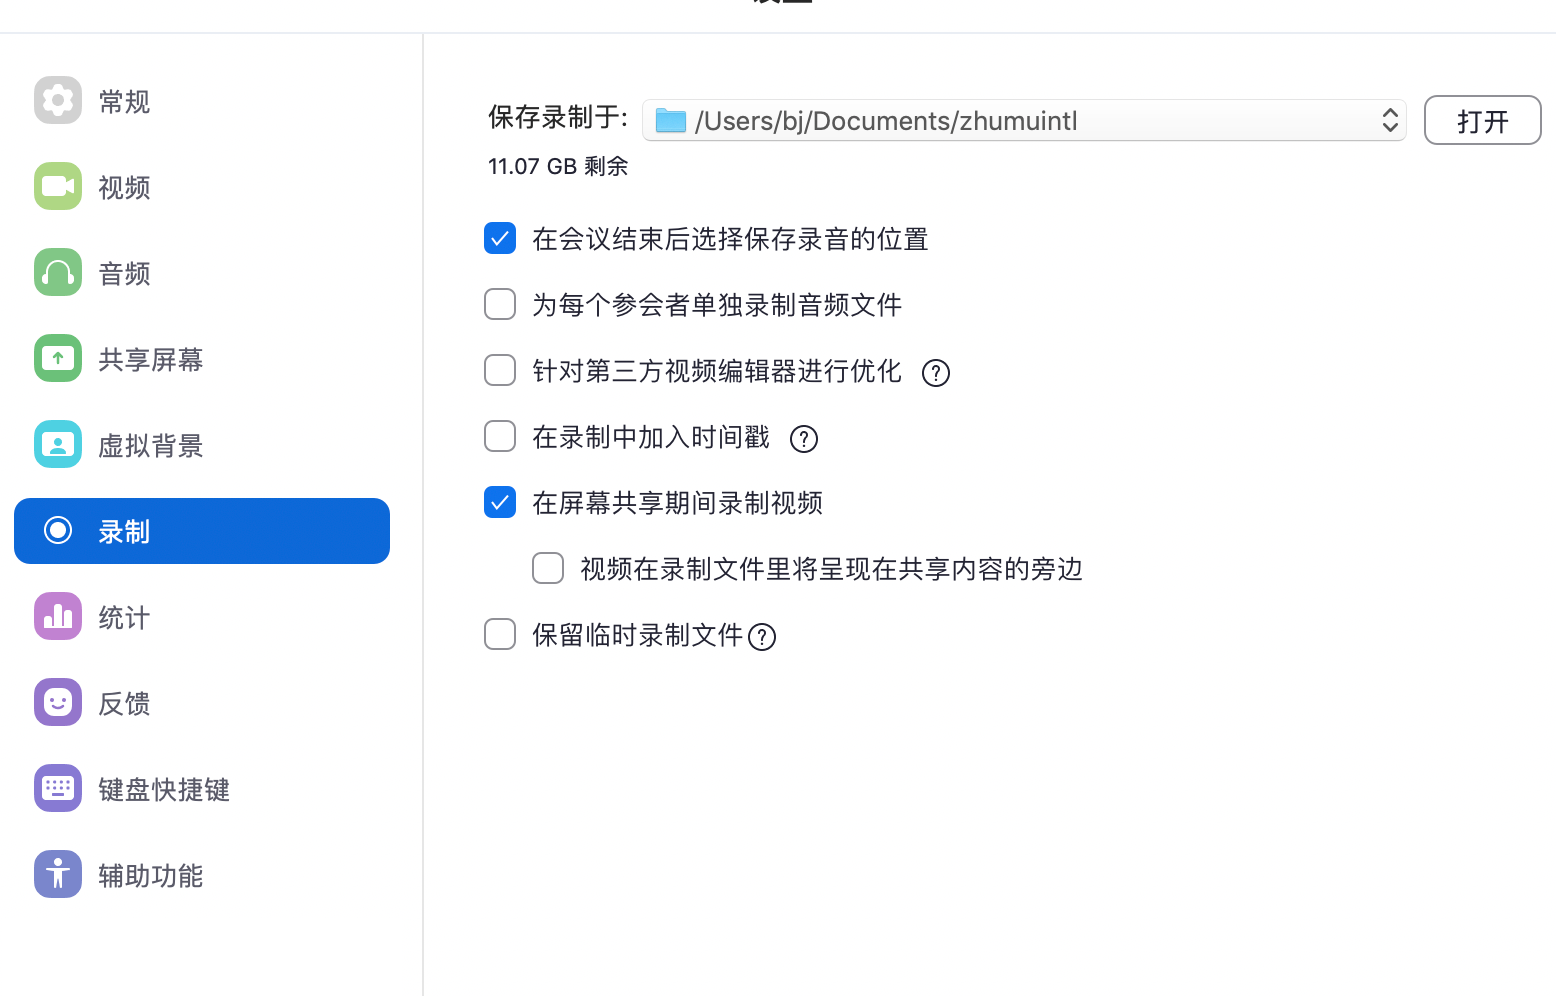 常规
视频
音频
共享屏幕
虚拟背景
录制
统计
反馈
键盘快捷键
辅助功能
保存录制于: /Users/bj/Documents/zhumuintl 打开
11.07 GB 剩余
在会议结束后选择保存录音的位置
为每个参会者单独录制音频文件
针对第三方视频编辑器进行优化 ?
在录制中加入时间戳 ?
在屏幕共享期间录制视频
视频在录制文件里将呈现在共享内容的旁边
保留临时录制文件 ?